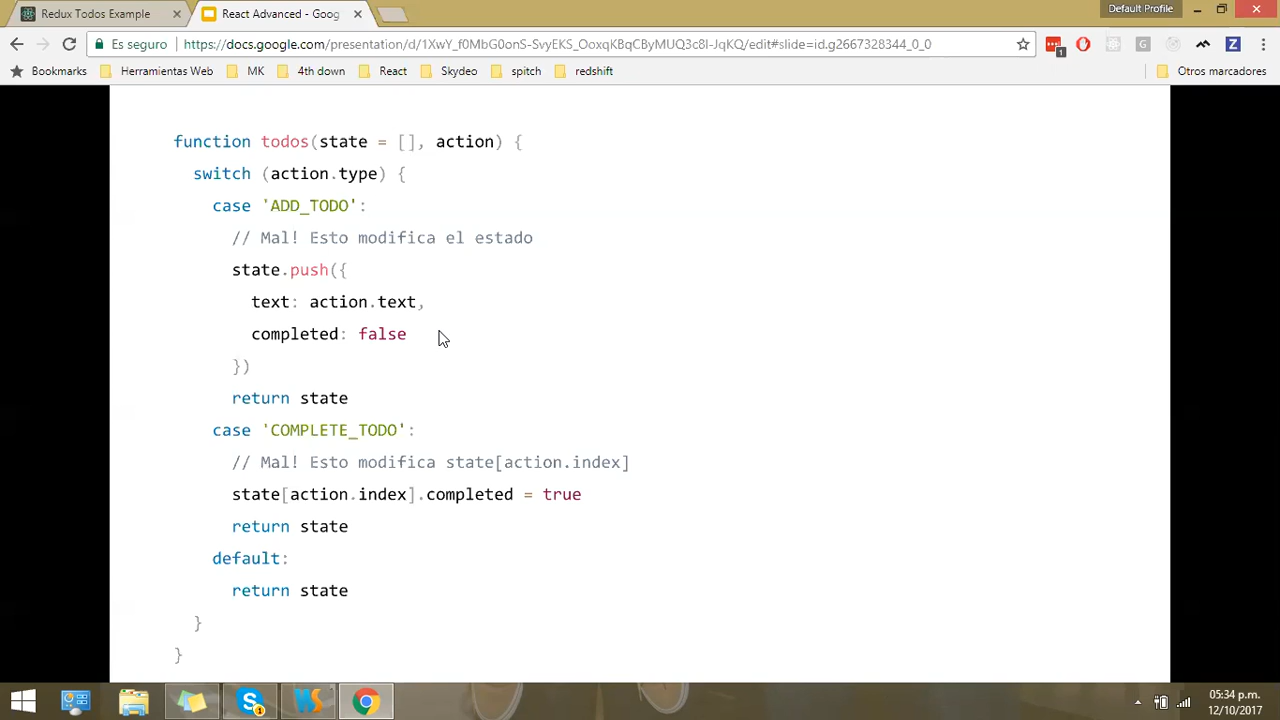 Redux Todos Example
React Advanced - Goog
Default Profile
Es seguro
https://docs.google.com/presentation/d/1XwY_f0MbG0onS-SvyEKS_OoxqKBqCByMUQ3c8I-JqKQ/edit#slide=id.g2667328344_0_0
1
G
Z
Bookmarks
Herramientas Web
MK
4th down
React
Skydeo
spitch
redshift
Otros marcadores
function todos(state = [], action) {
switch (action.type) {
case 'ADD_TODO':
// Mal! Esto modifica el estado
state.push({
text: action.text,
completed: false
})
return state
case 'COMPLETE_TODO':
// Mal! Esto modifica state[action.index]
state[action.index].completed = true
return state
default:
return state
}
}
S
1
WS
05:34 p.m.
12/10/2017